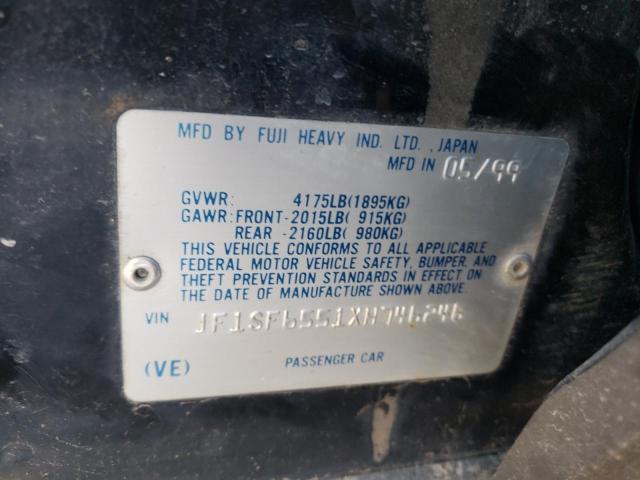 MFD BY FUJI HEAVY IND. LTD. ,JAPAN
MFD IN 05/99
GVWR: 4175LB(1895KG)
GAWR:FRONT-2015LB( 915KG)
REAR -2160LB( 980KG)
THIS VEHICLE CONFORMS TO ALL APPLICABLE
FEDERAL MOTOR VEHICLE SAFETY, BUMPER, AND
THEFT PREVENTION STANDARDS IN EFFECT ON
THE DATE OF MANUFACTURE SHOWN ABOVE.
VIN JF1SF6551XH746246
(VE) PASSENGER CAR